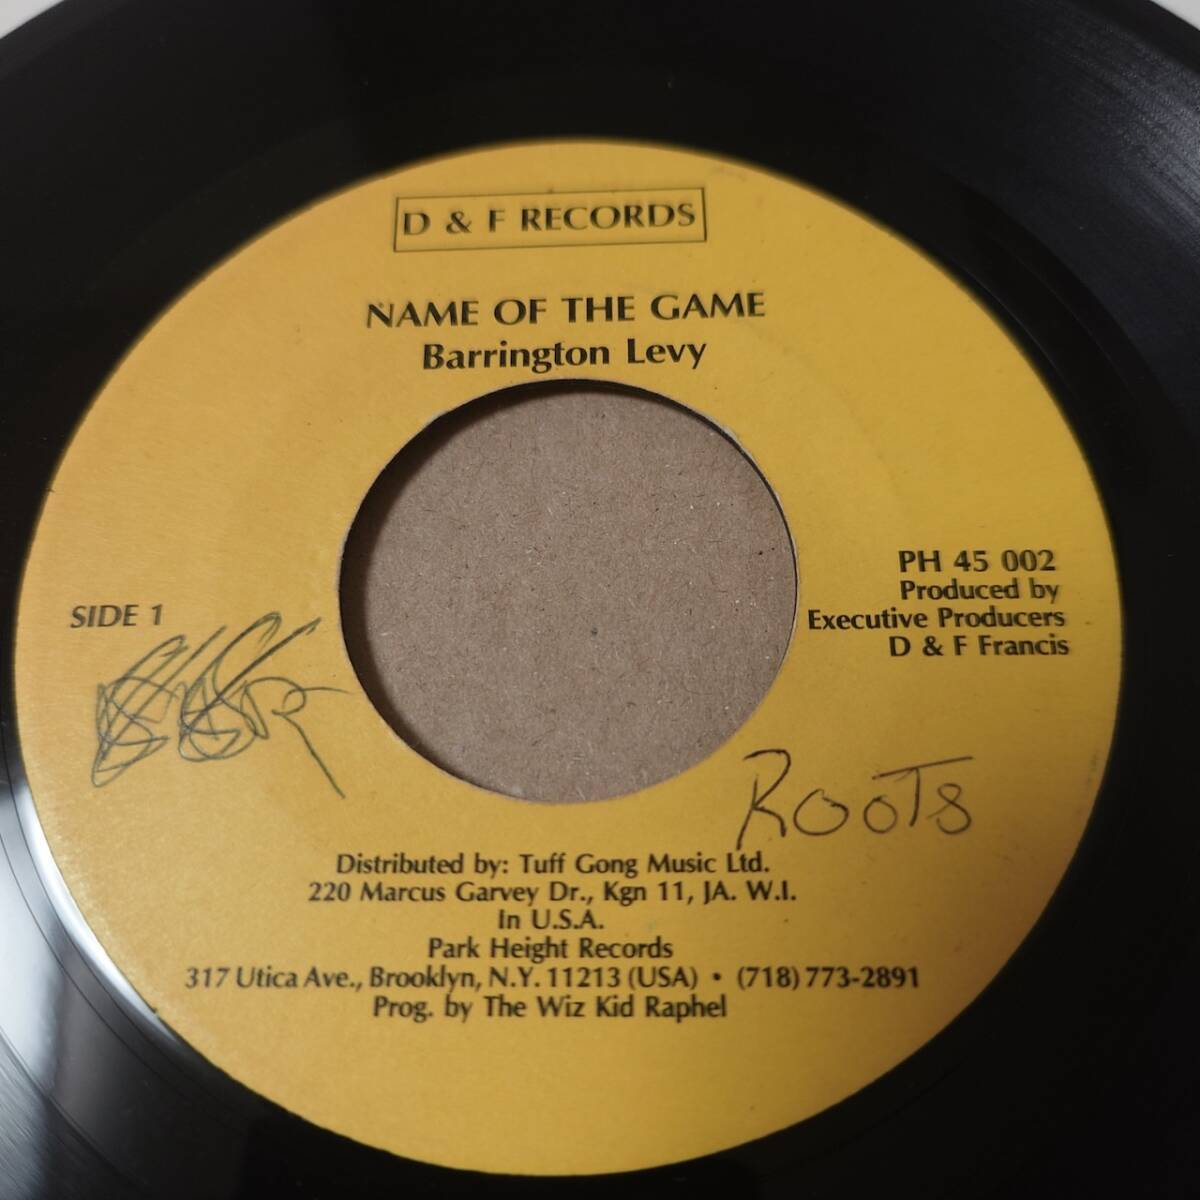 D & F RECORDS
NAME OF THE GAME
Barrington Levy
SIDE 1
PH 45 002
Produced by
Executive Producers
D & F Francis
ROOTS
Distributed by: Tuff Gong Music Ltd.
220 Marcus Garvey Dr., Kgn 11, JA. W.I.
In U.S.A.
Park Height Records
317 Utica Ave., Brooklyn, N.Y. 11213 (USA) • (718) 773-2891
Prog. by The Wiz Kid Raphel